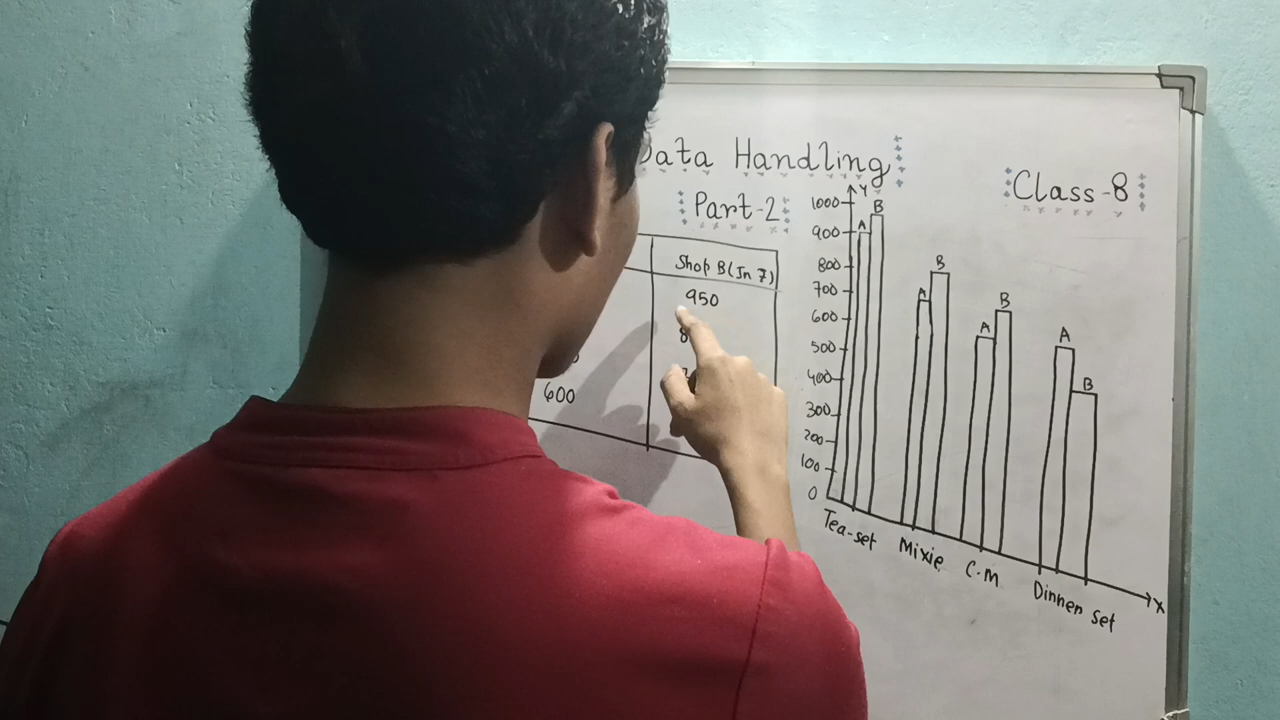 Data Handling
Part-2
Class-8
Shop B (In ₹)
950
8
600
Y
1000
900
800
700
600
500
400
300
200
100
0
A B
A B
A B
A B
X
Tea-set Mixie C.M Dinner set